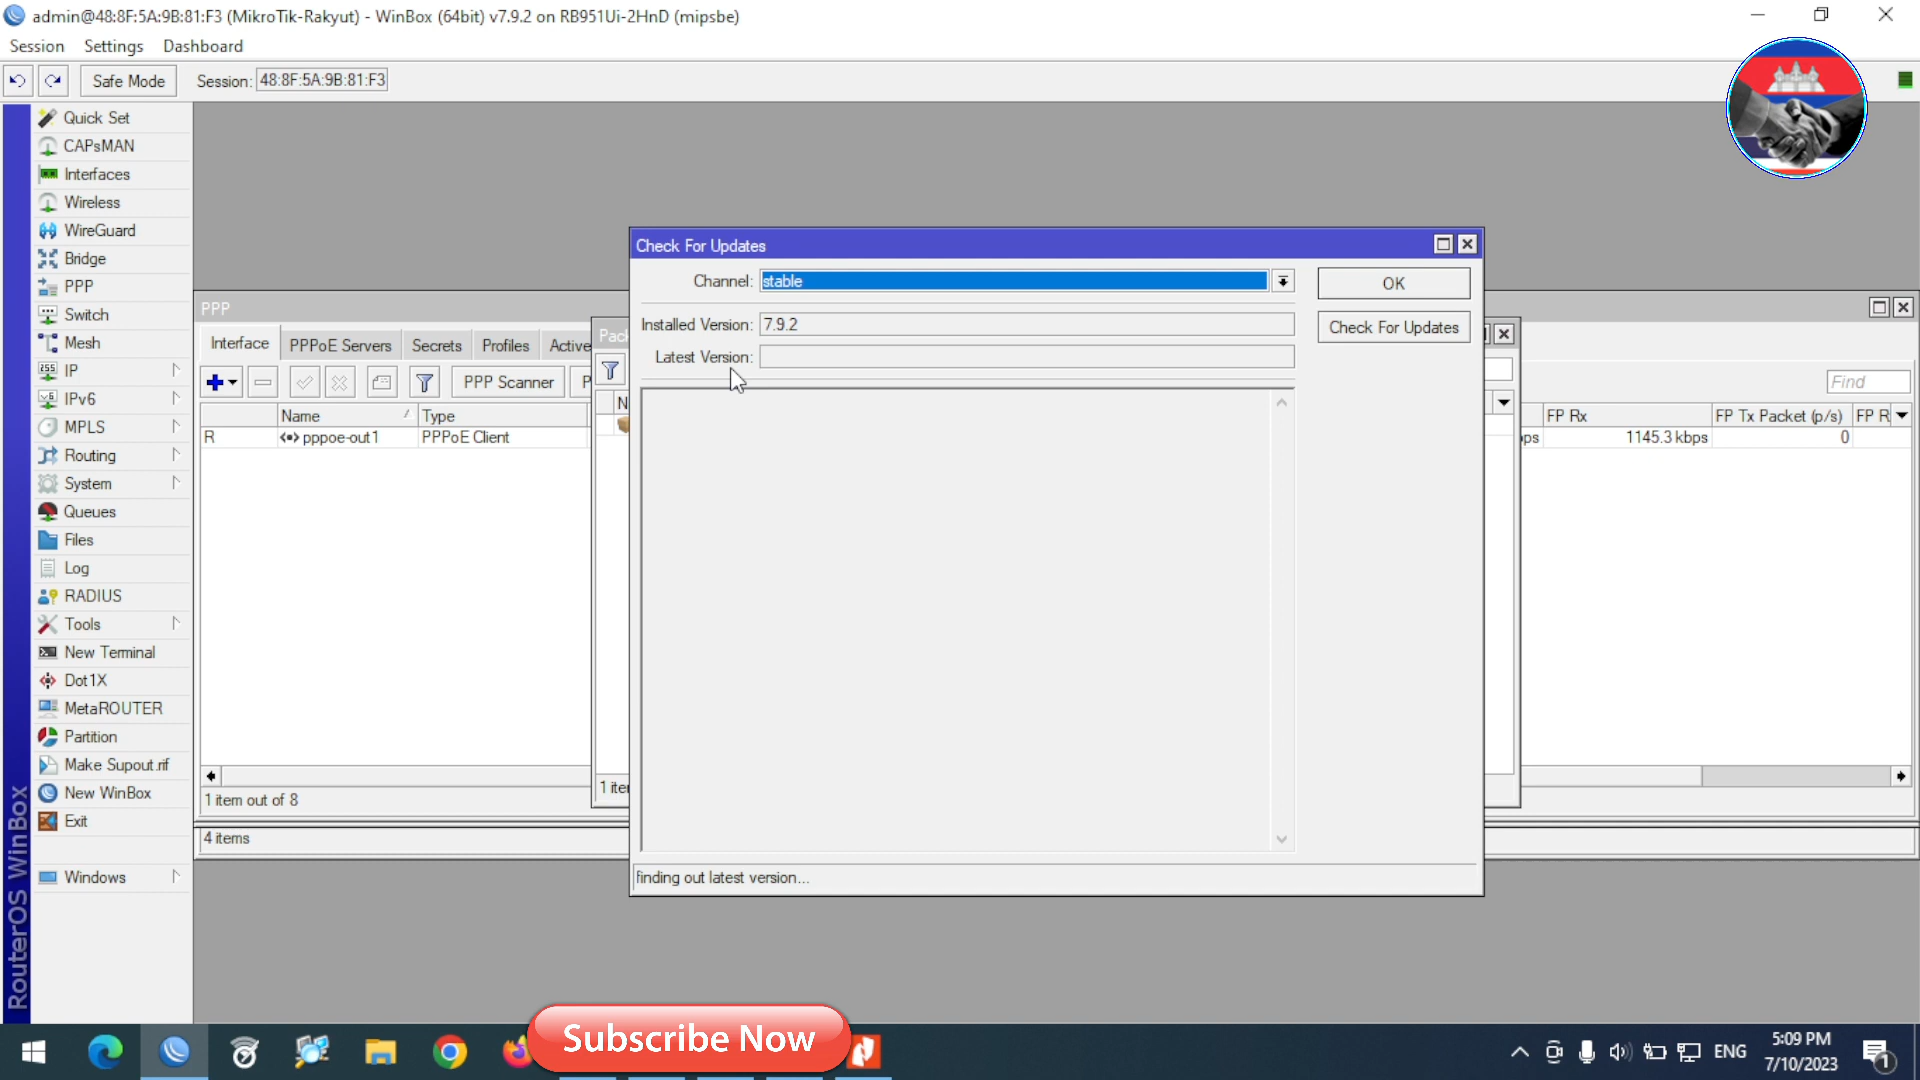 admin@48:8F:5A:9B:81:F3 (MikroTik-Rakyut) - WinBox (64bit) v7.9.2 on RB951Ui-2HnD (mipsbe)
Session Settings Dashboard
Safe Mode Session: 48:8F:5A:9B:81:F3
Quick Set
CAPsMAN
Interfaces
Wireless
WireGuard
Bridge
PPP
Switch
Mesh
IP
IPv6
MPLS
Routing
System
Queues
Files
Log
RADIUS
Tools
New Terminal
Dot1X
MetaROUTER
Partition
Make Supout.rif
New WinBox
Exit
Windows
RouterOS WinBox
PPP
Interface PPPoE Servers Secrets Profiles Active
PPP Scanner
Name Type
R <•> pppoe-out1 PPPoE Client
1 item out of 8
4 items
Check For Updates
Channel: stable
OK
Installed Version: 7.9.2
Check For Updates
Latest Version:
finding out latest version...
Find
FP Rx FP Tx Packet (p/s) FP R
1145.3 kbps 0
Subscribe Now
ENG
5:09 PM
7/10/2023
1